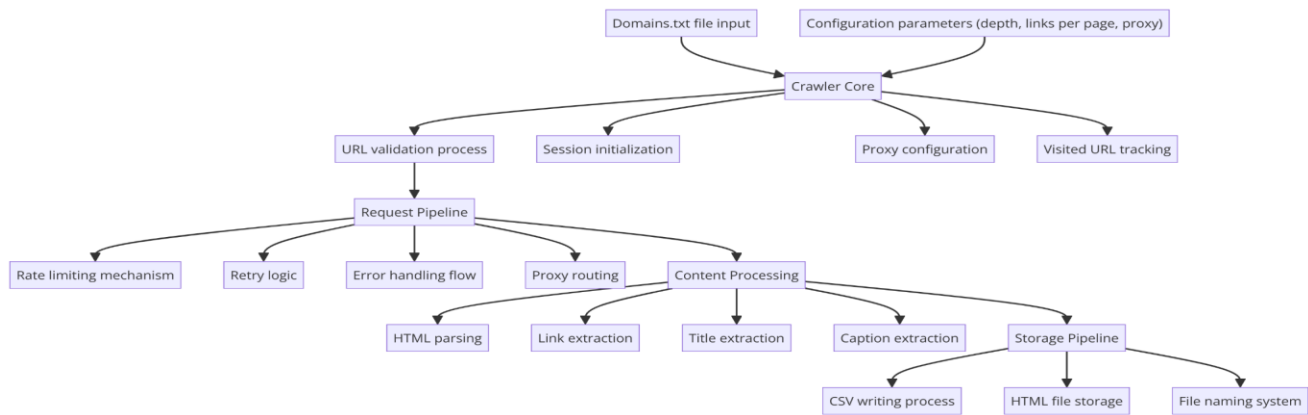 Domains.txt file input
Configuration parameters (depth, links per page, proxy)
Crawler Core
URL validation process
Session initialization
Proxy configuration
Visited URL tracking
Request Pipeline
Rate limiting mechanism
Retry logic
Error handling flow
Proxy routing
Content Processing
HTML parsing
Link extraction
Title extraction
Caption extraction
Storage Pipeline
CSV writing process
HTML file storage
File naming system